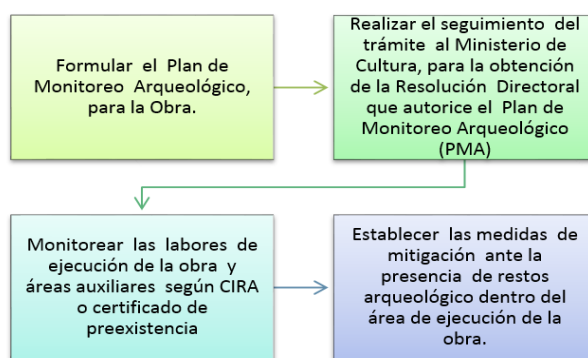 Formular el Plan de
Monitoreo Arqueológico,
para la Obra.
Realizar el seguimiento del
trámite al Ministerio de
Cultura, para la obtención
de la Resolución Directoral
que autorice el Plan de
Monitoreo Arqueológico
(PMA)
Monitorear las labores de
ejecución de la obra y
áreas auxiliares según CIRA
o certificado de
preexistencia
Establecer las medidas de
mitigación ante la
presencia de restos
arqueológico dentro del
área de ejecución de la
obra.